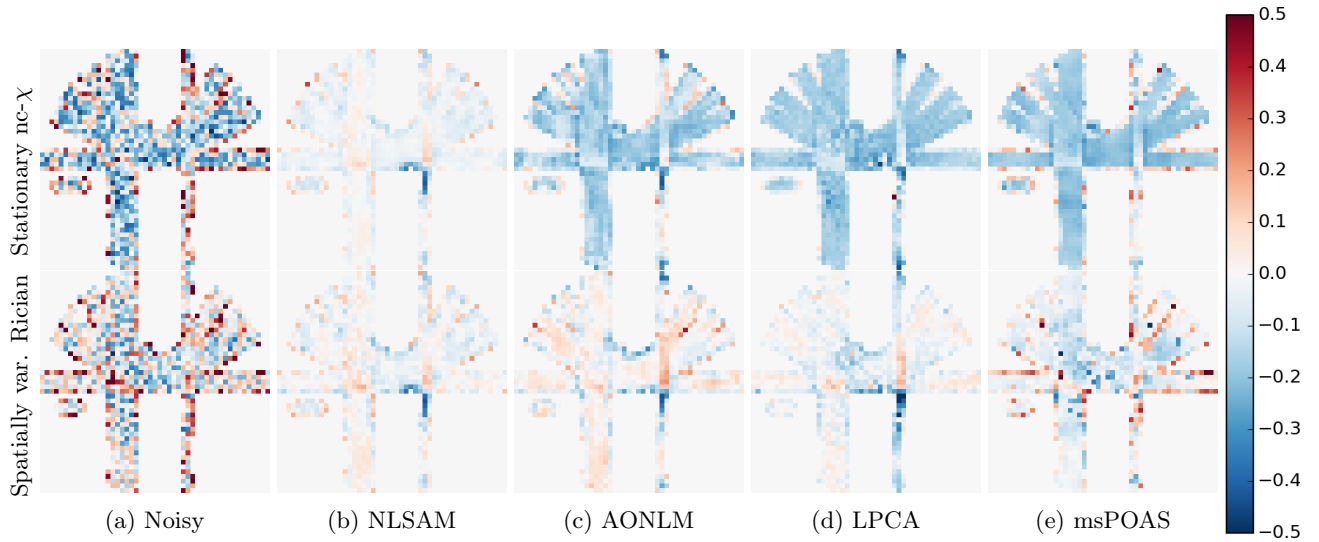 Stationary nc-χ
Spatially var. Rician
0.5
0.4
0.3
0.2
0.1
0.0
−0.1
−0.2
−0.3
−0.4
−0.5
(a) Noisy
(b) NLSAM
(c) AONLM
(d) LPCA
(e) msPOAS